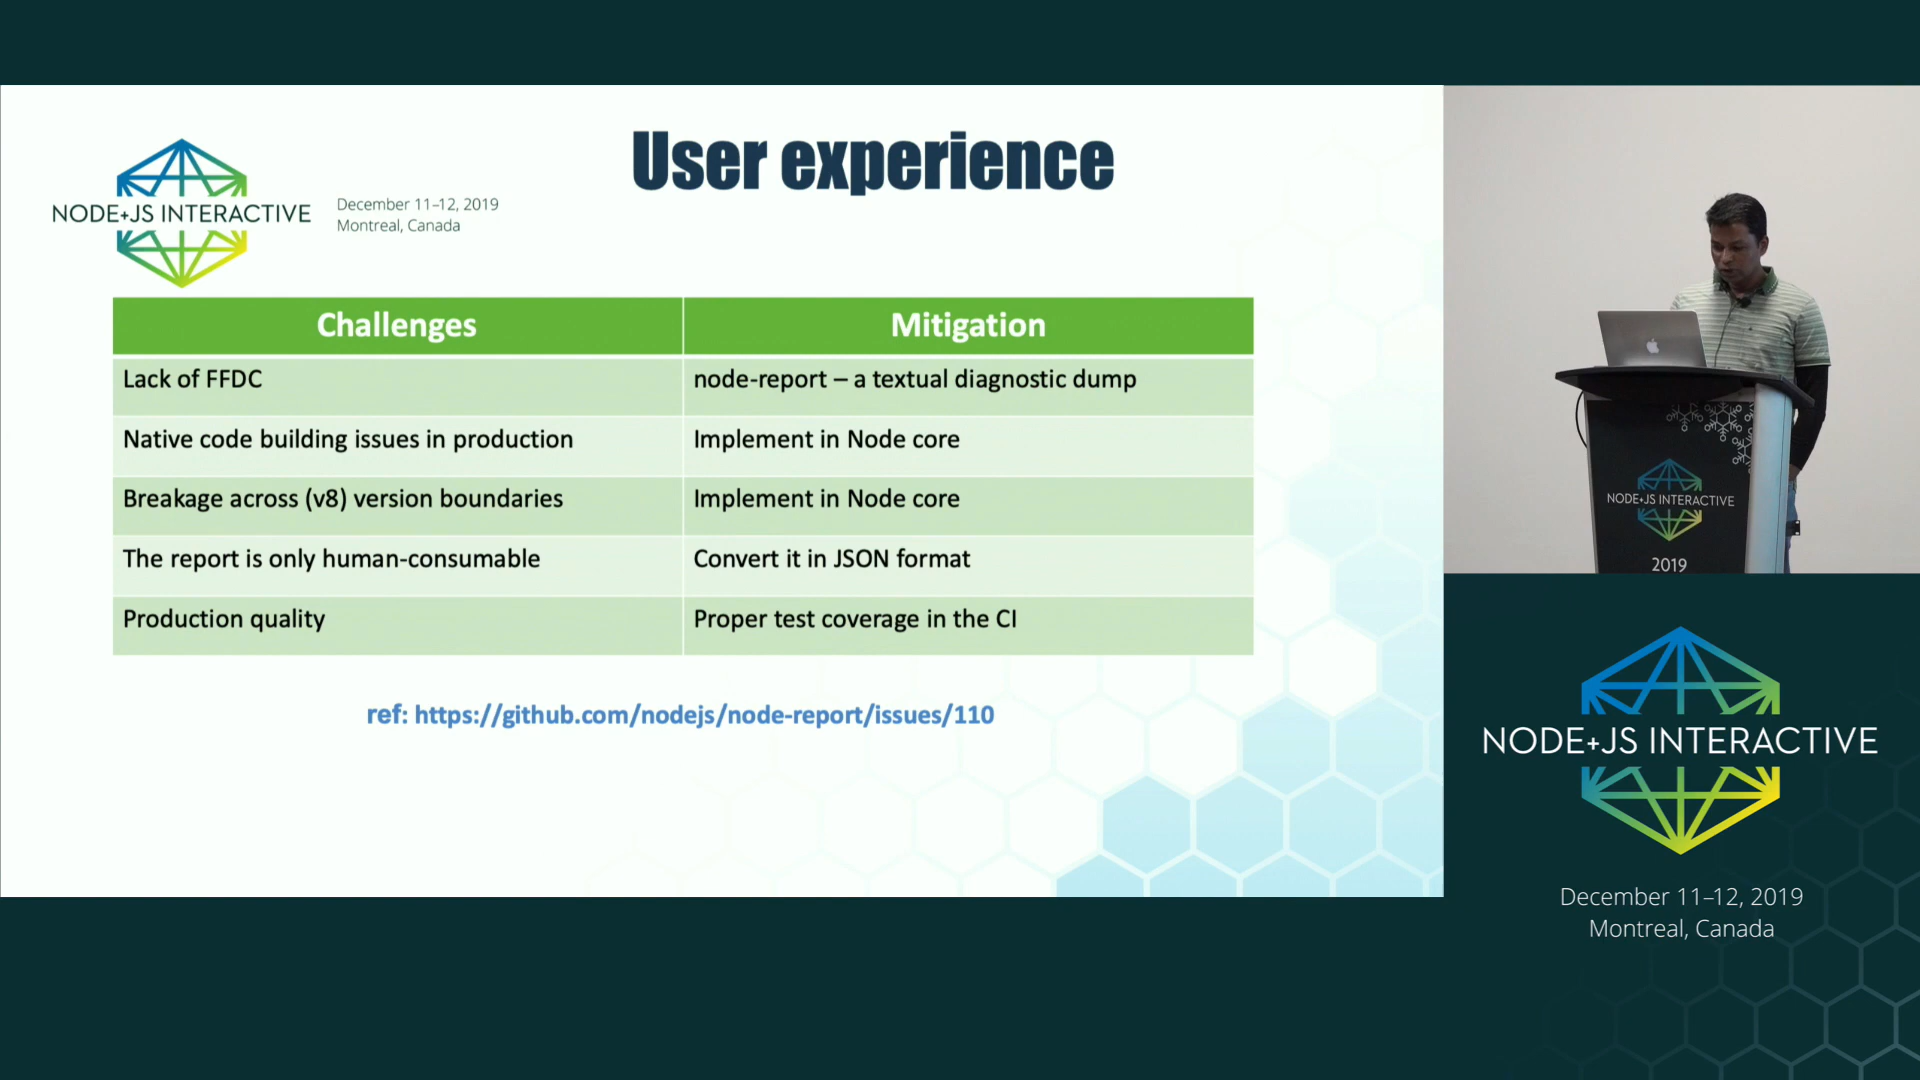 User experience
NODE+JS INTERACTIVE
December 11–12, 2019
Montreal, Canada
Challenges
Mitigation
Lack of FFDC
node-report – a textual diagnostic dump
Native code building issues in production
Implement in Node core
Breakage across (v8) version boundaries
Implement in Node core
The report is only human-consumable
Convert it in JSON format
Production quality
Proper test coverage in the CI
ref: https://github.com/nodejs/node-report/issues/110
NODE+JS INTERACTIVE
2019
NODE+JS INTERACTIVE
December 11–12, 2019
Montreal, Canada